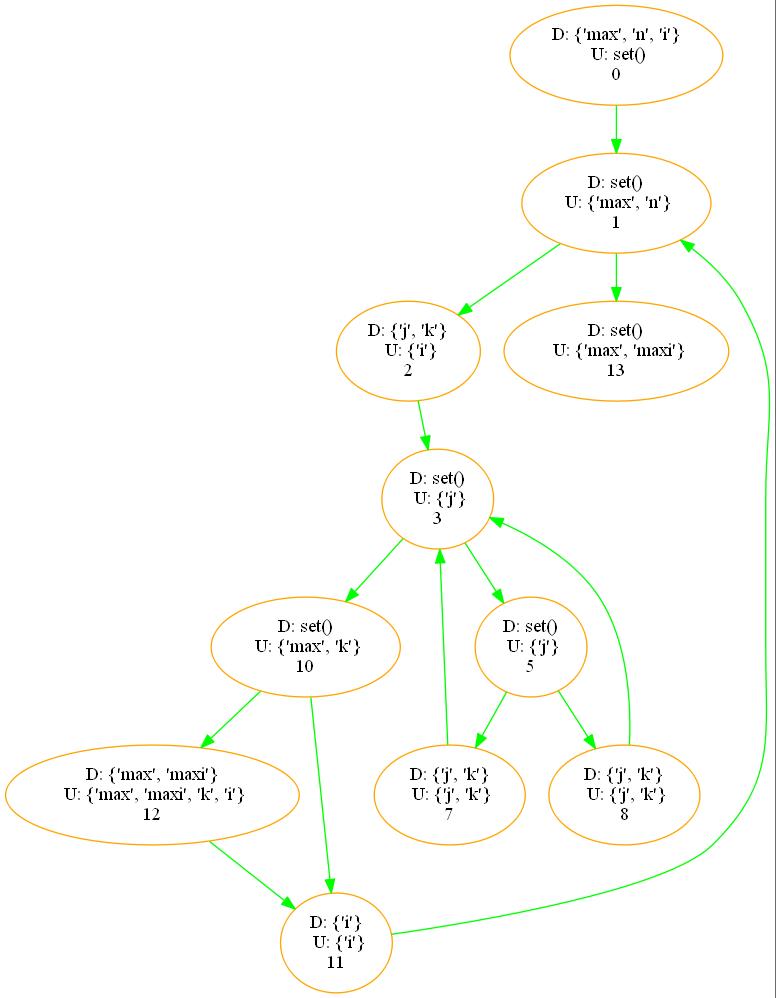 D: {'max', 'n', 'i'}
U: set()
0
D: set()
U: {'max', 'n'}
1
D: {'j', 'k'}
U: {'i'}
2
D: set()
U: {'max', 'maxi'}
13
D: set()
U: {'j'}
3
D: set()
U: {'max', 'k'}
10
D: set()
U: {'j'}
5
D: {'max', 'maxi'}
U: {'max', 'maxi', 'k', 'i'}
12
D: {'j', 'k'}
U: {'j', 'k'}
7
D: {'j', 'k'}
U: {'j', 'k'}
8
D: {'i'}
U: {'i'}
11